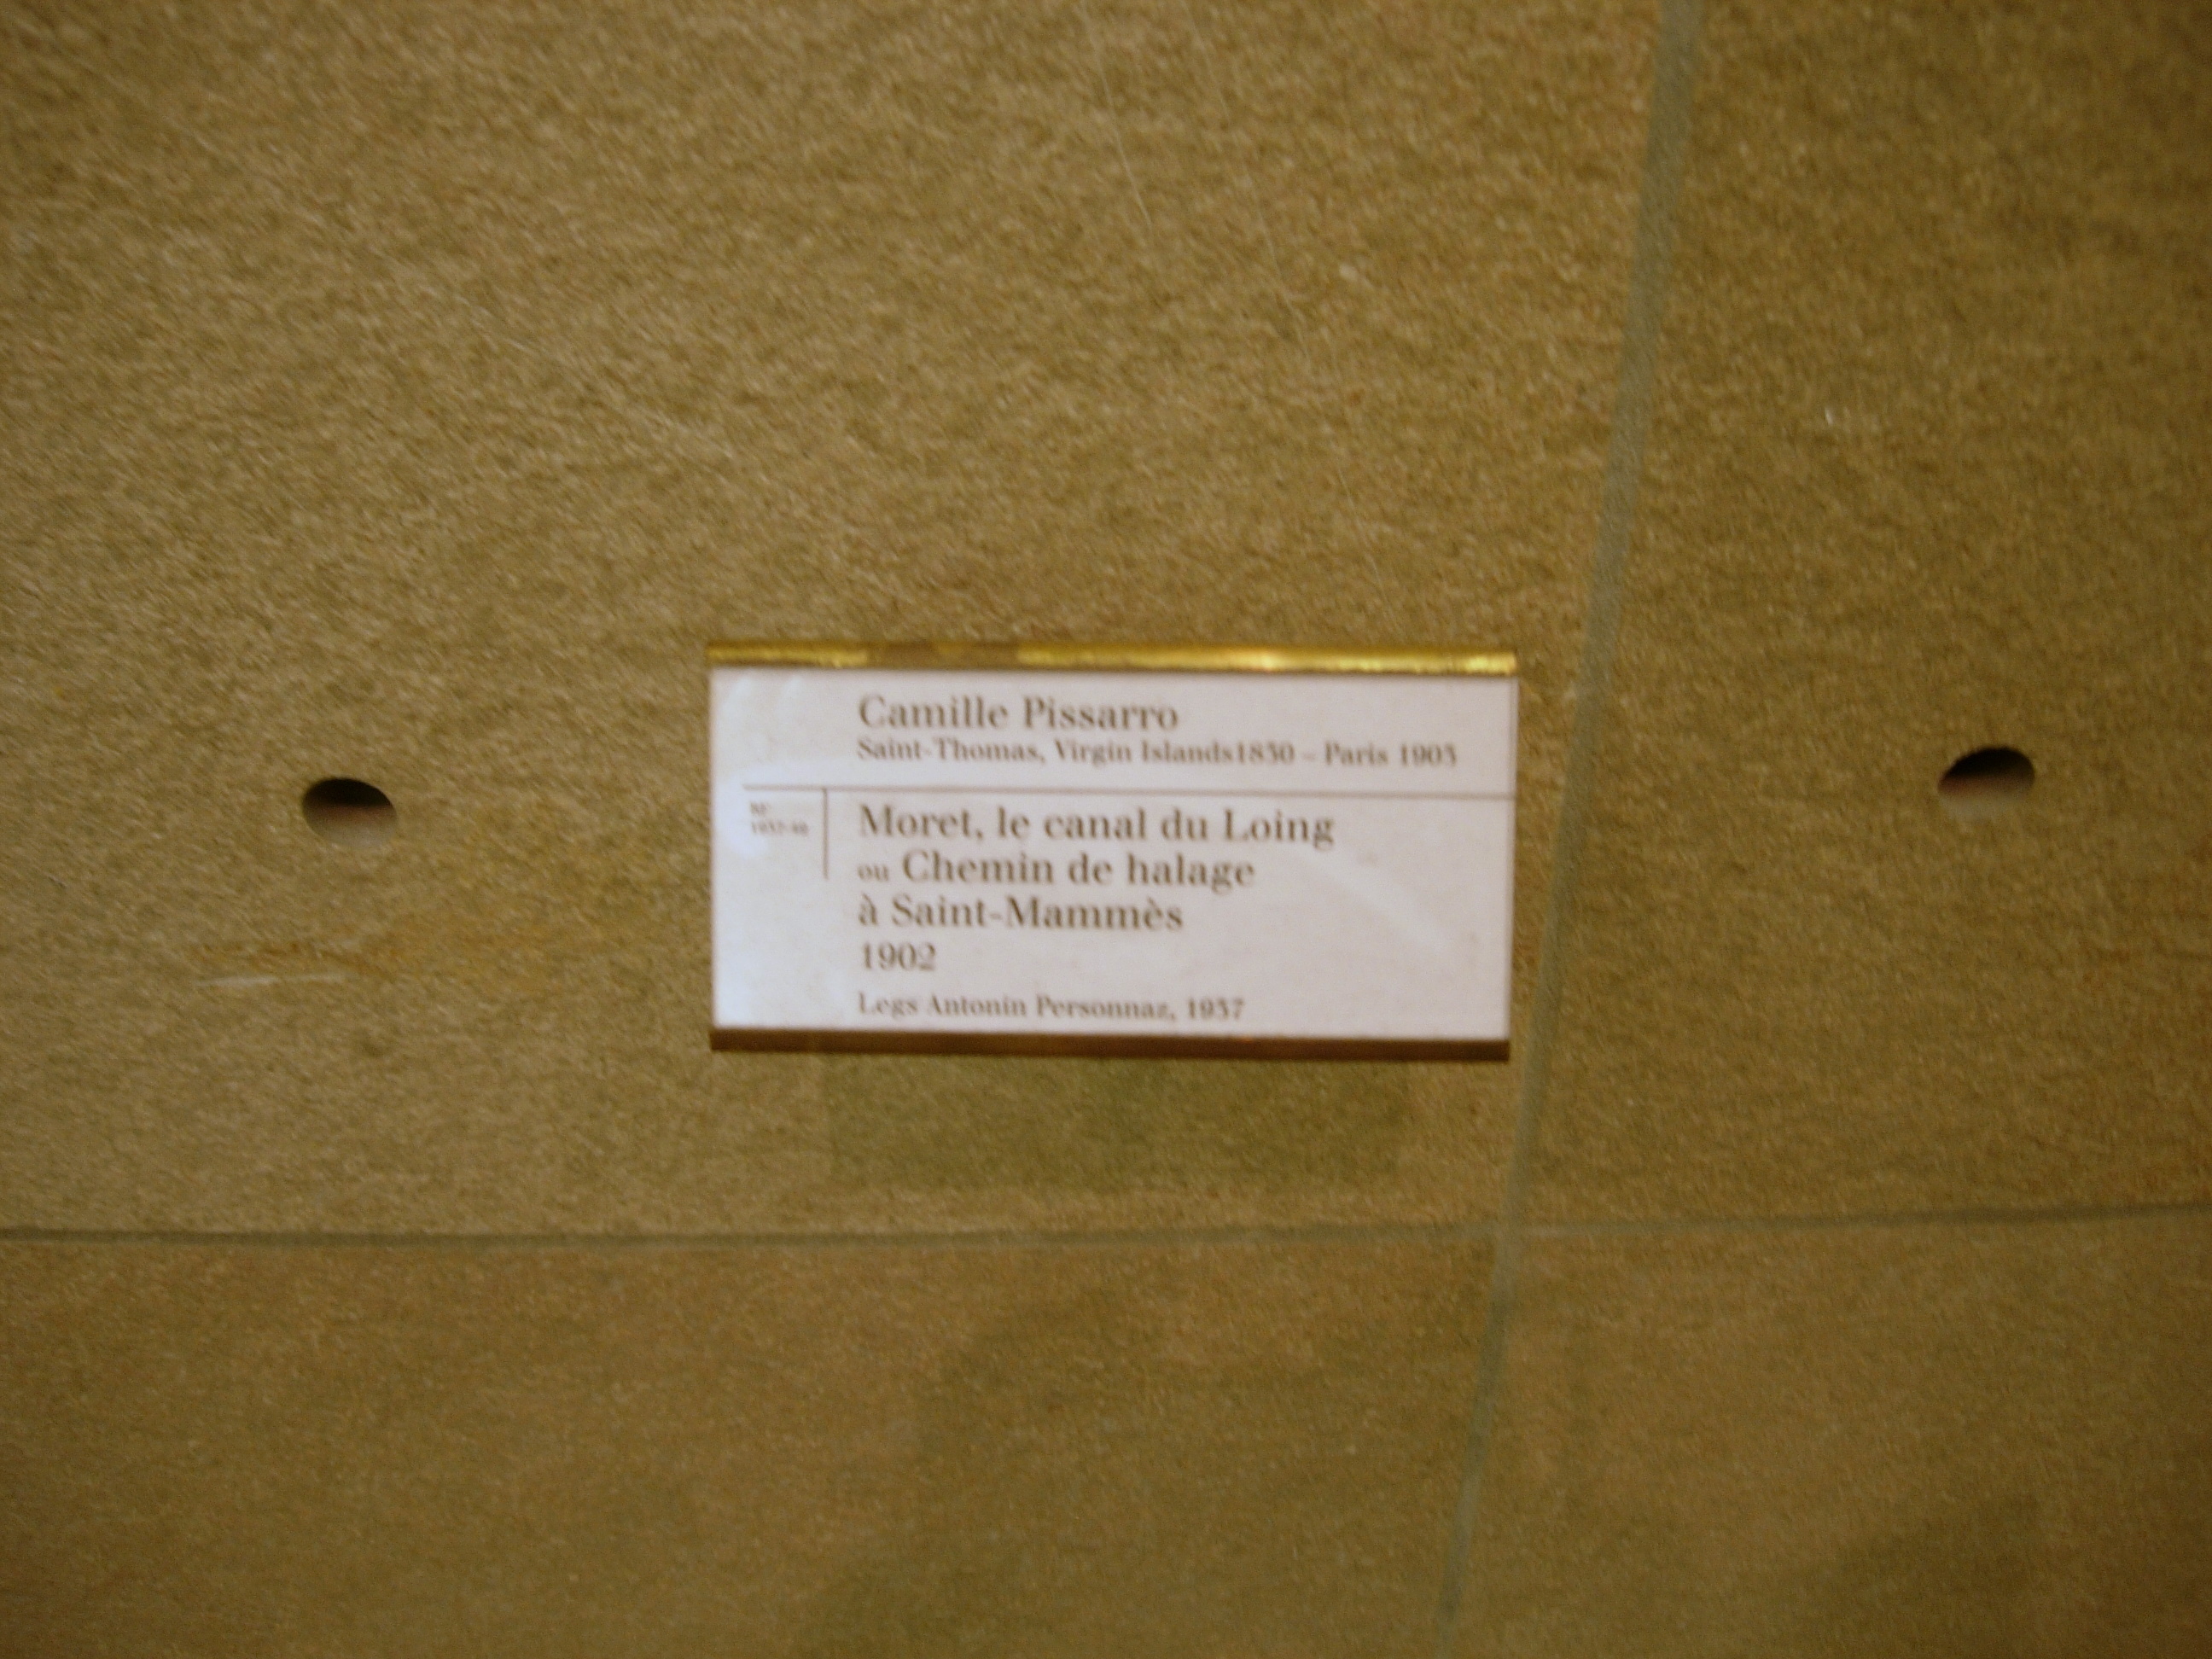 Camille Pissarro
Saint-Thomas, Virgin Islands1830 – Paris 1903
RF
Moret, le canal du Loing
ou Chemin de halage
à Saint-Mammès
1902
Legs Antonin Personnaz, 1937